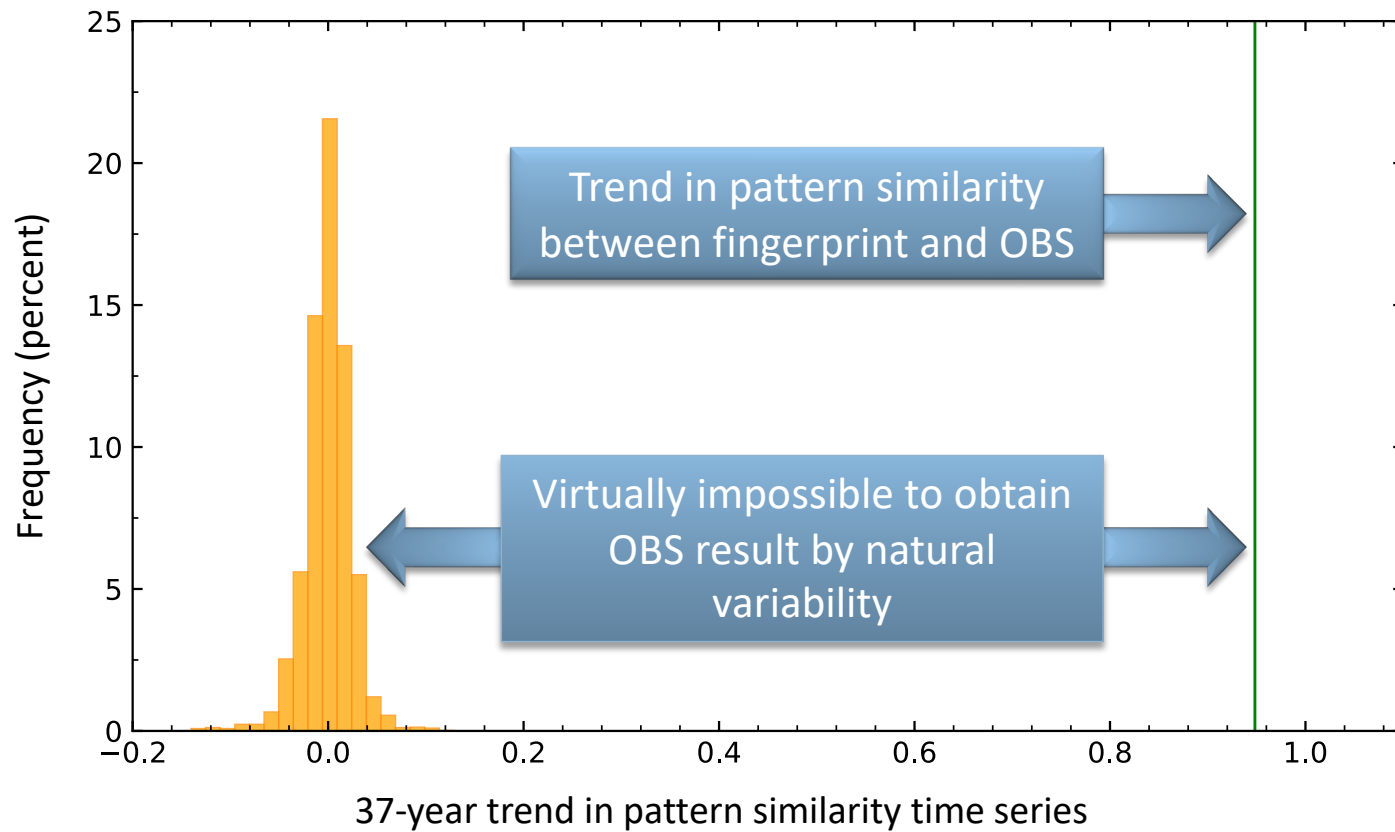 25
20
15
10
5
0
Frequency (percent)
Trend in pattern similarity
between fingerprint and OBS
Virtually impossible to obtain
OBS result by natural
variability
−0.2
0.0
0.2
0.4
0.6
0.8
1.0
37-year trend in pattern similarity time series